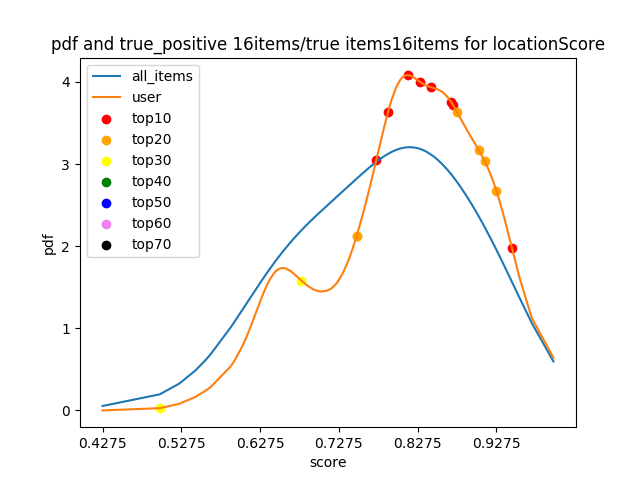 pdf and true_positive 16items/true items16items for locationScore
all_items
user
top10
top20
top30
top40
top50
top60
top70
4
3
2
1
0
pdf
0.4275 0.5275 0.6275 0.7275 0.8275 0.9275
score